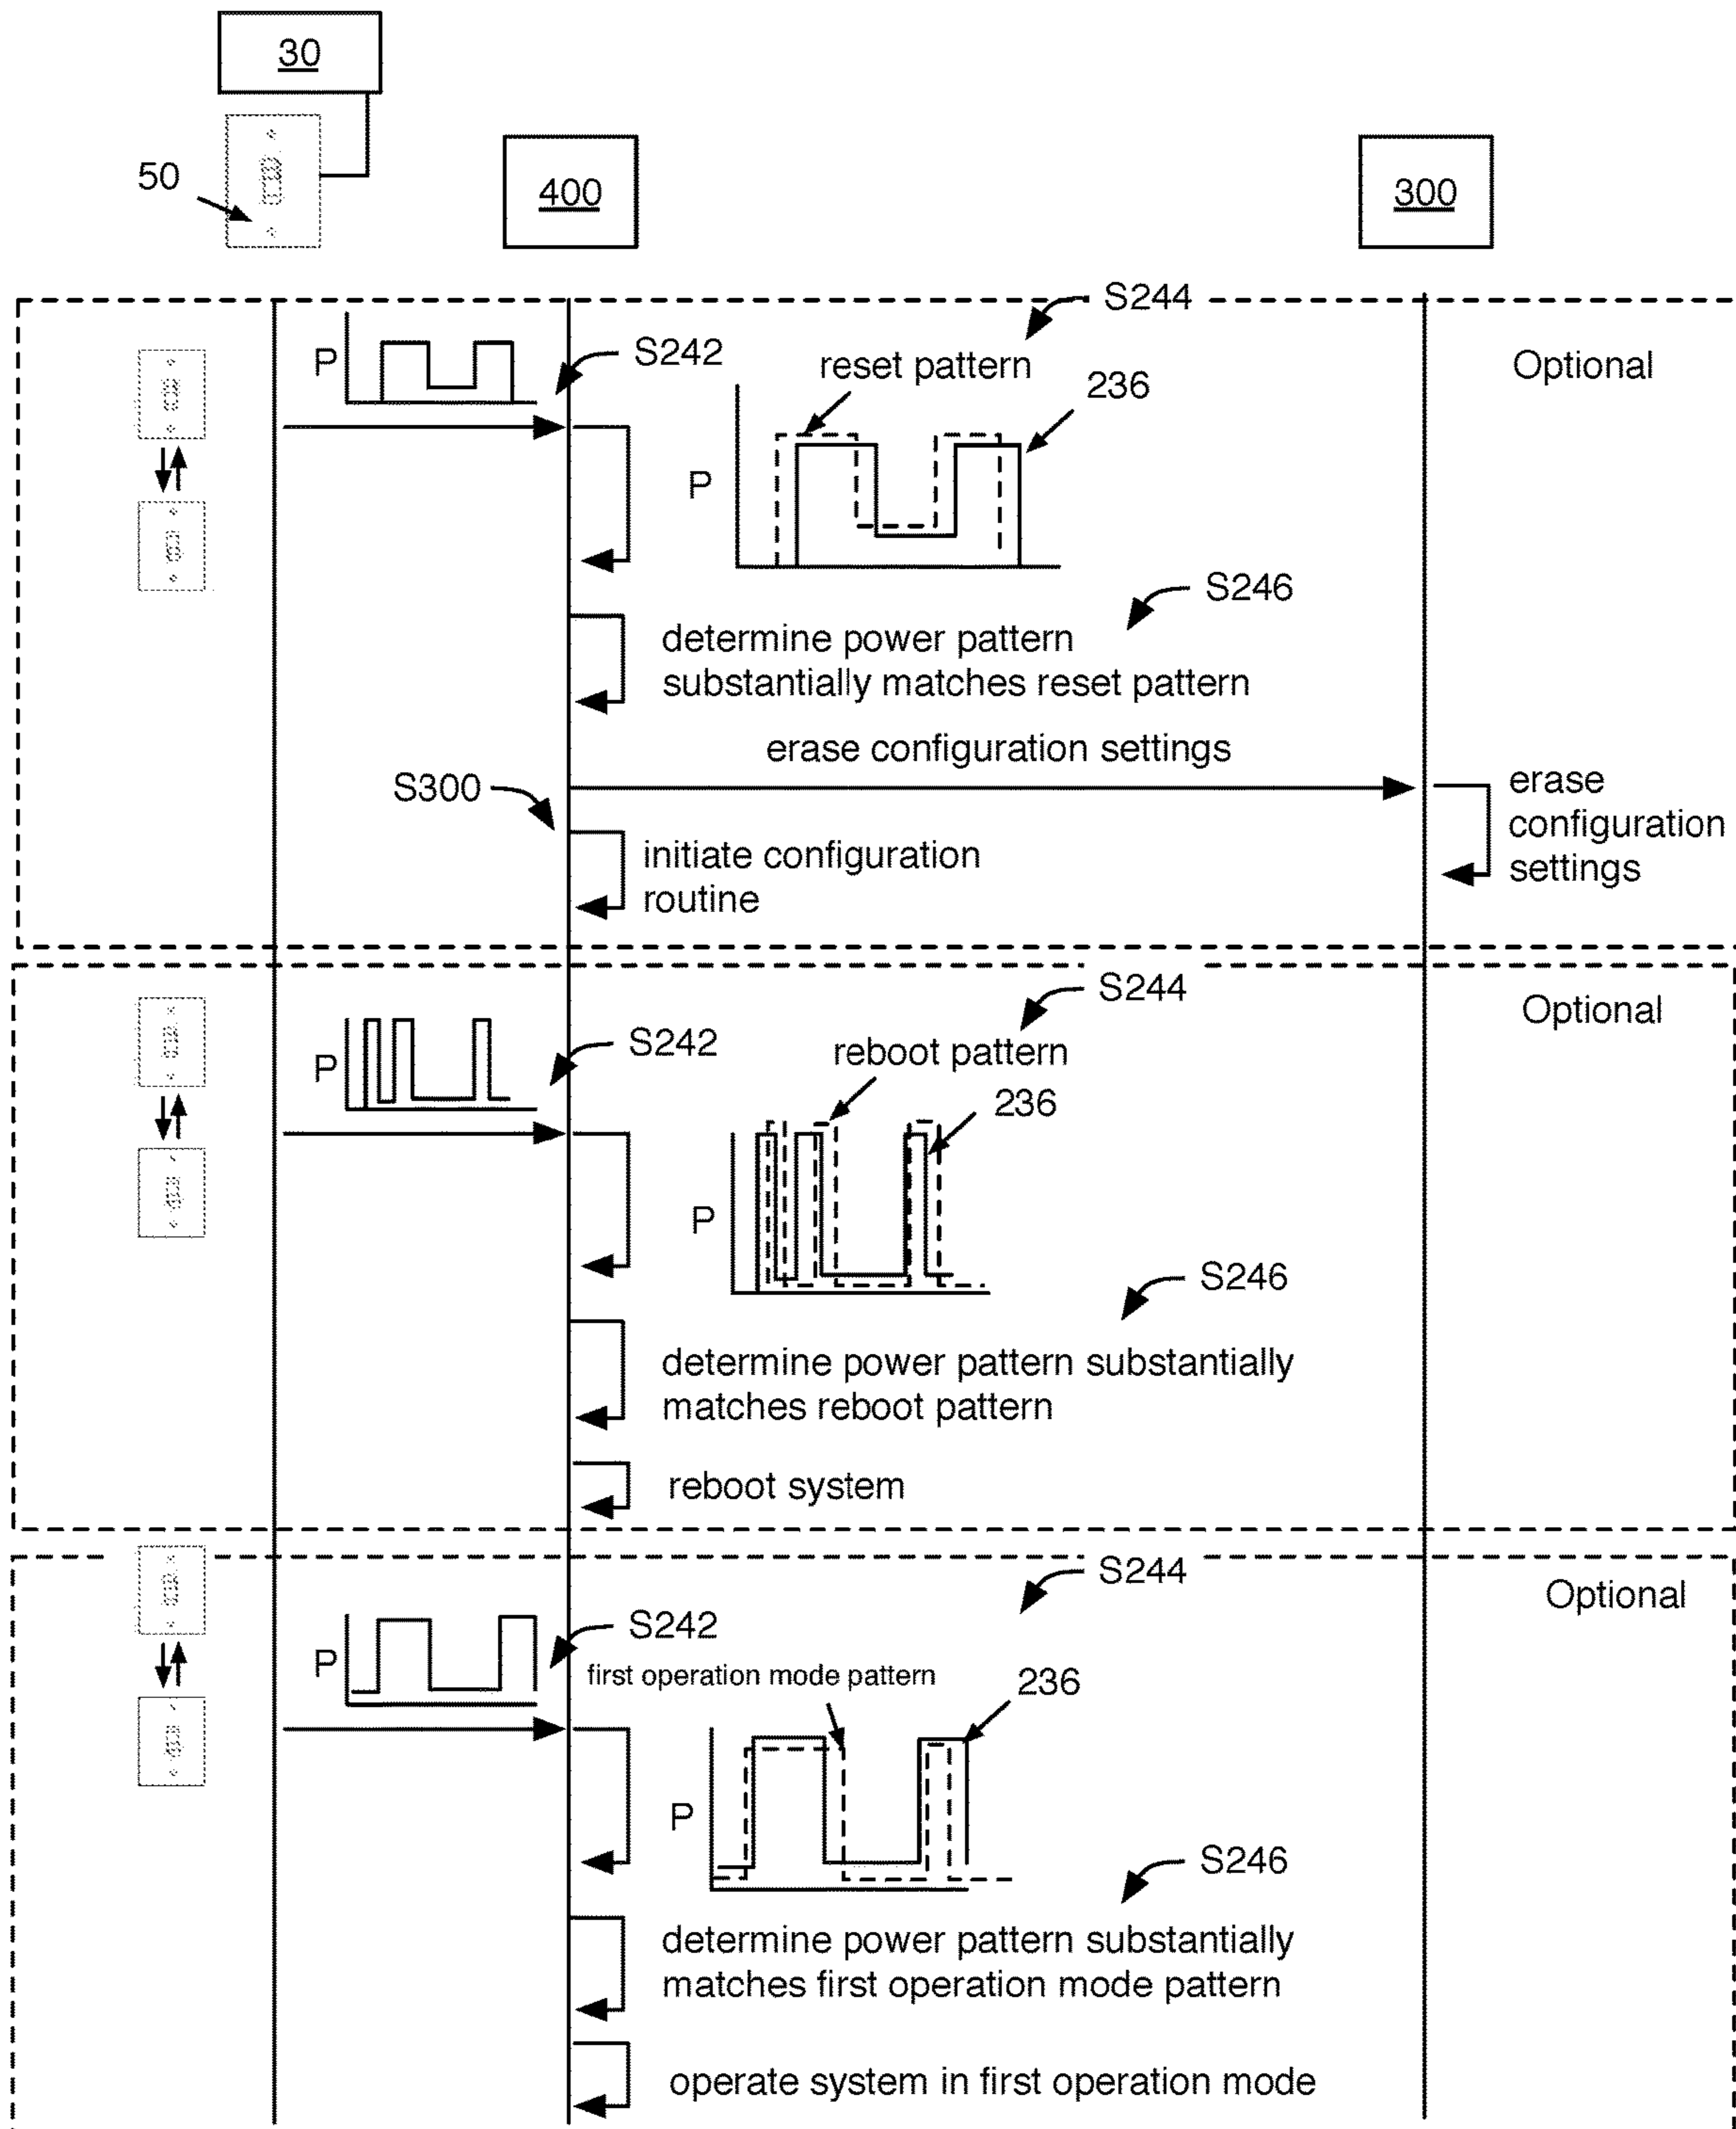 30
50
400
300
S244
P
S242
reset pattern
236
Optional
P
S246
determine power pattern
substantially matches reset pattern
erase configuration settings
S300
erase
configuration
settings
initiate configuration
routine
S244
Optional
P
S242
reboot pattern
236
P
S246
determine power pattern substantially
matches reboot pattern
reboot system
S244
Optional
P
S242
first operation mode pattern
236
P
S246
determine power pattern substantially
matches first operation mode pattern
operate system in first operation mode